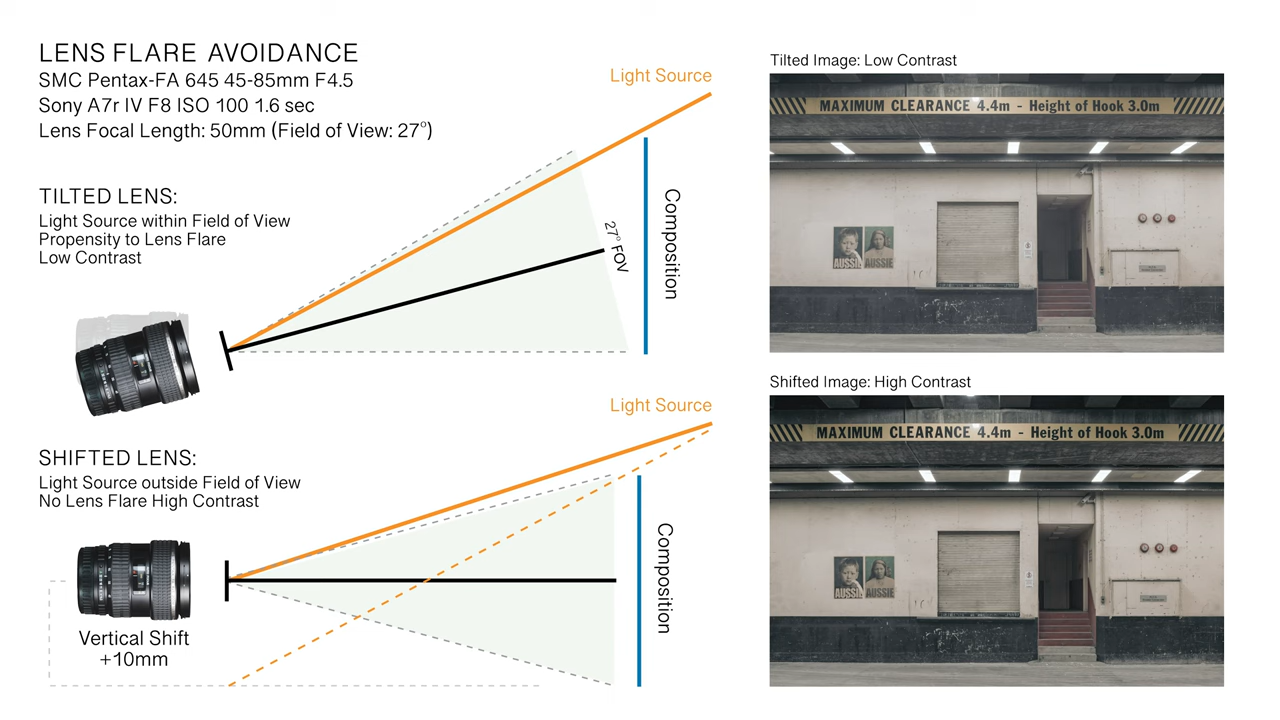 LENS FLARE AVOIDANCE
SMC Pentax-FA 645 45-85mm F4.5
Sony A7r IV F8 ISO 100 1.6 sec
Lens Focal Length: 50mm (Field of View: 27°)
TILTED LENS:
Light Source within Field of View
Propensity to Lens Flare
Low Contrast
Light Source
27° FOV
Composition
SHIFTED LENS:
Light Source outside Field of View
No Lens Flare High Contrast
Vertical Shift
+10mm
Light Source
Composition
Tilted Image: Low Contrast
MAXIMUM CLEARANCE 4.4m - Height of Hook 3.0m
AUSSIE
AUSSIE
Shifted Image: High Contrast
MAXIMUM CLEARANCE 4.4m - Height of Hook 3.0m
AUSSIE
AUSSIE